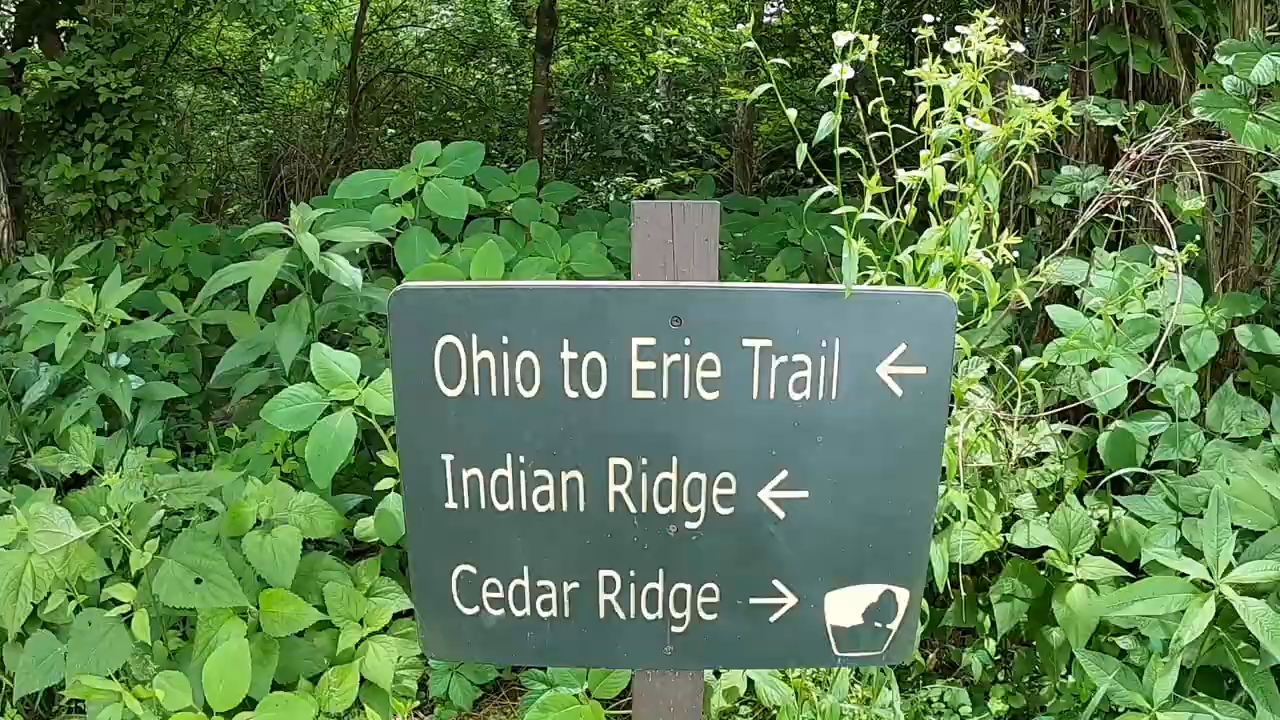 Ohio to Erie Trail ←
Indian Ridge ←
Cedar Ridge →